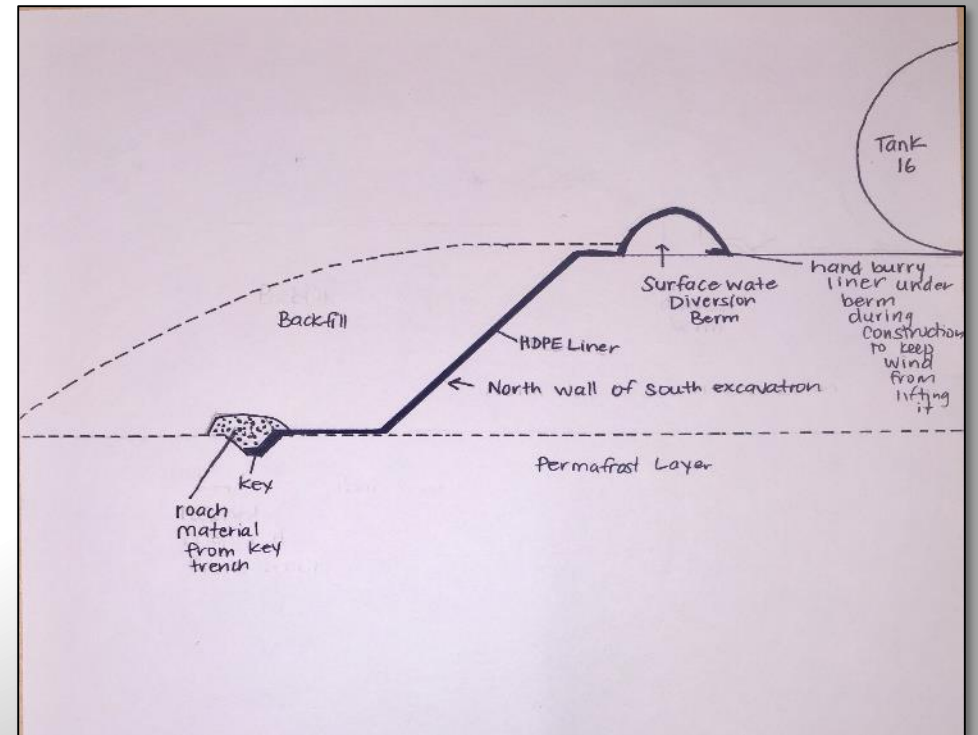 Tank
16
Surface wate
Diversion
Berm
hand burry
liner under
berm
during
construction
to keep
wind
from
lifting
it
Backfill
HDPE Liner
North wall of south excavation
Permafrost Layer
key
roach
material
from key
trench